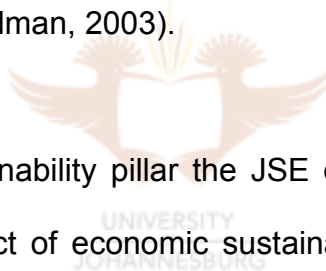 lman, 2003).
nability pillar the JSE
UNIVERSITY
ct of economic sustaina
JOHANNESBURG